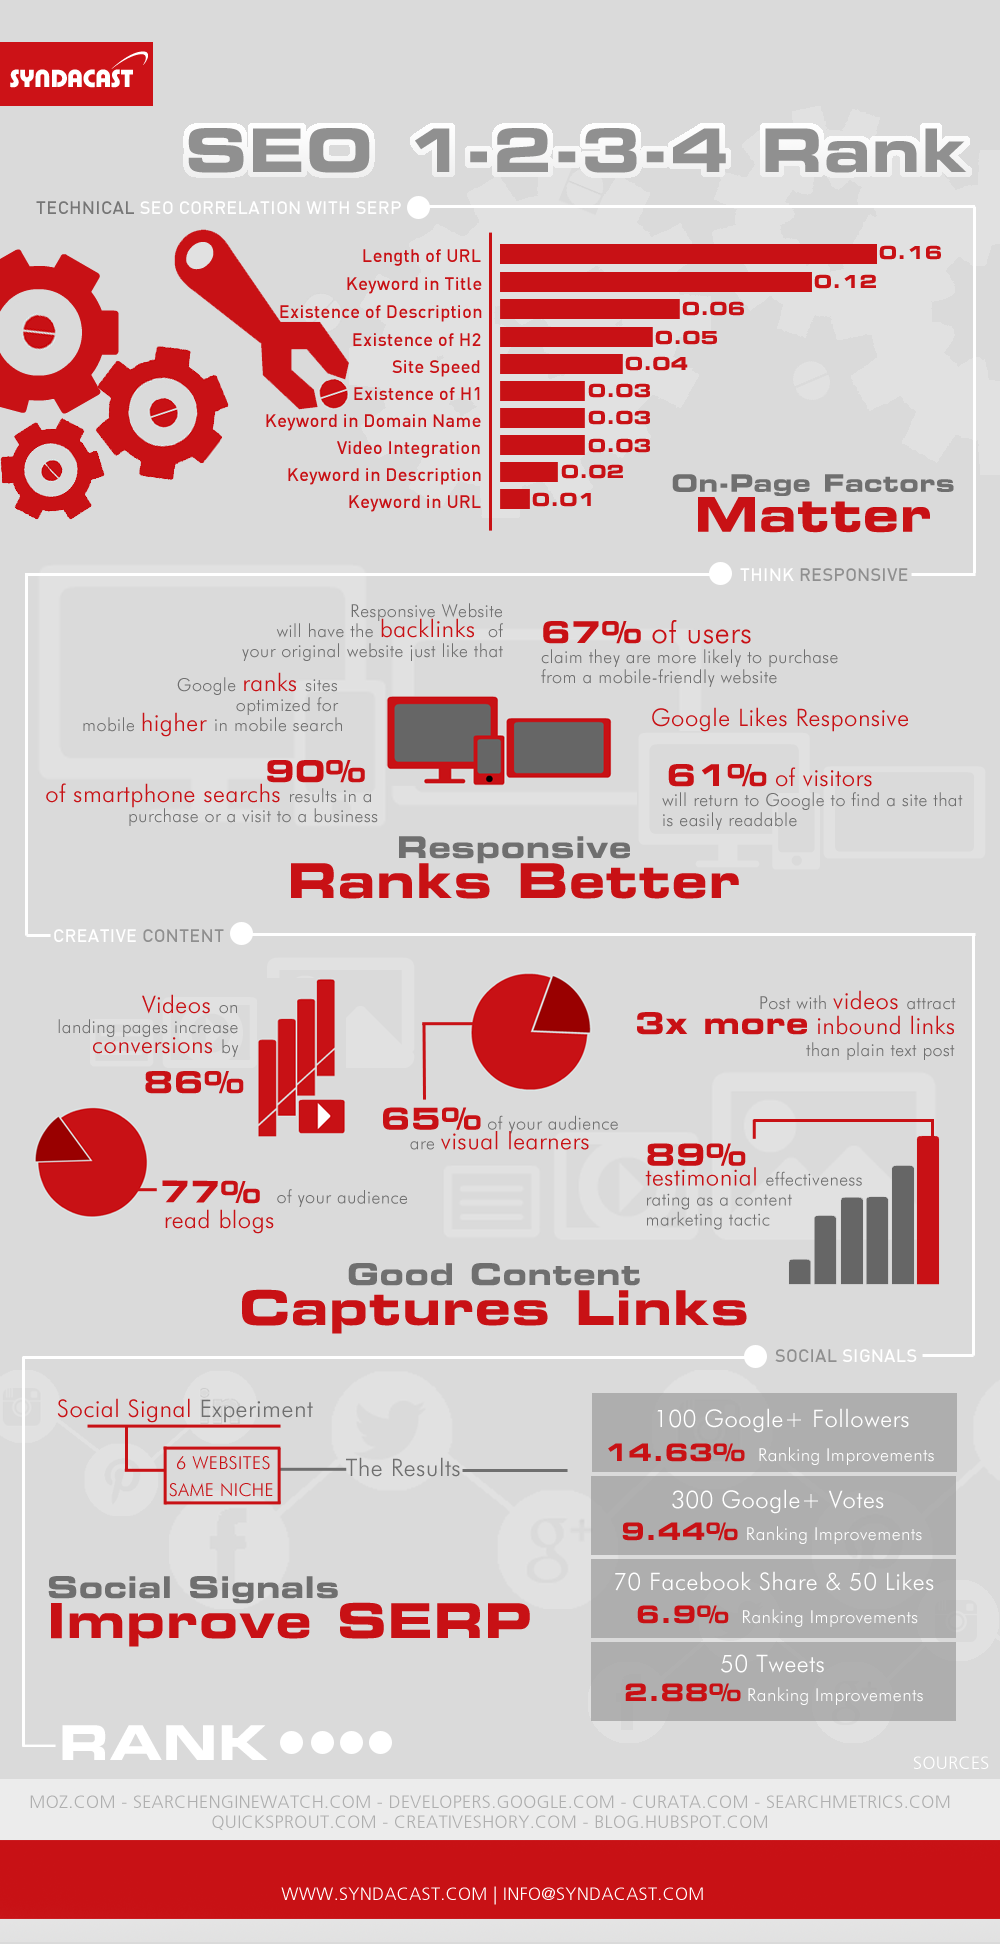 SYNDACAST
SEO 1-2-3-4 Rank
TECHNICAL SEO CORRELATION WITH SERP
Length of URL 0.16
Keyword in Title 0.12
Existence of Description 0.06
Existence of H2 0.05
Site Speed 0.04
Existence of H1 0.03
Keyword in Domain Name 0.03
Video Integration 0.03
Keyword in Description 0.02
Keyword in URL 0.01
On-Page Factors
Matter
THINK RESPONSIVE
Responsive Website
will have the backlinks of
your original website just like that
Google ranks sites
optimized for
mobile higher in mobile search
90%
of smartphone searchs results in a
purchase or a visit to a business
67% of users
claim they are more likely to purchase
from a mobile-friendly website
Google Likes Responsive
61% of visitors
will return to Google to find a site that
is easily readable
Responsive
Ranks Better
CREATIVE CONTENT
Videos on
landing pages increase
conversions by
86%
65% of your audience
are visual learners
Post with videos attract
3x more inbound links
than plain text post
77% of your audience
read blogs
89%
testimonial effectiveness
rating as a content
marketing tactic
Good Content
Captures Links
SOCIAL SIGNALS
Social Signal Experiment
6 WEBSITES
SAME NICHE
The Results
100 Google+ Followers
14.63% Ranking Improvements
300 Google+ Votes
9.44% Ranking Improvements
70 Facebook Share & 50 Likes
6.9% Ranking Improvements
50 Tweets
2.88% Ranking Improvements
Social Signals
Improve SERP
RANK
SOURCES
MOZ.COM - SEARCHENGINEWATCH.COM - DEVELOPERS.GOOGLE.COM - CURATA.COM - SEARCHMETRICS.COM
QUICKSPROUT.COM - CREATIVESHORY.COM - BLOG.HUBSPOT.COM
WWW.SYNDACAST.COM | INFO@SYNDACAST.COM